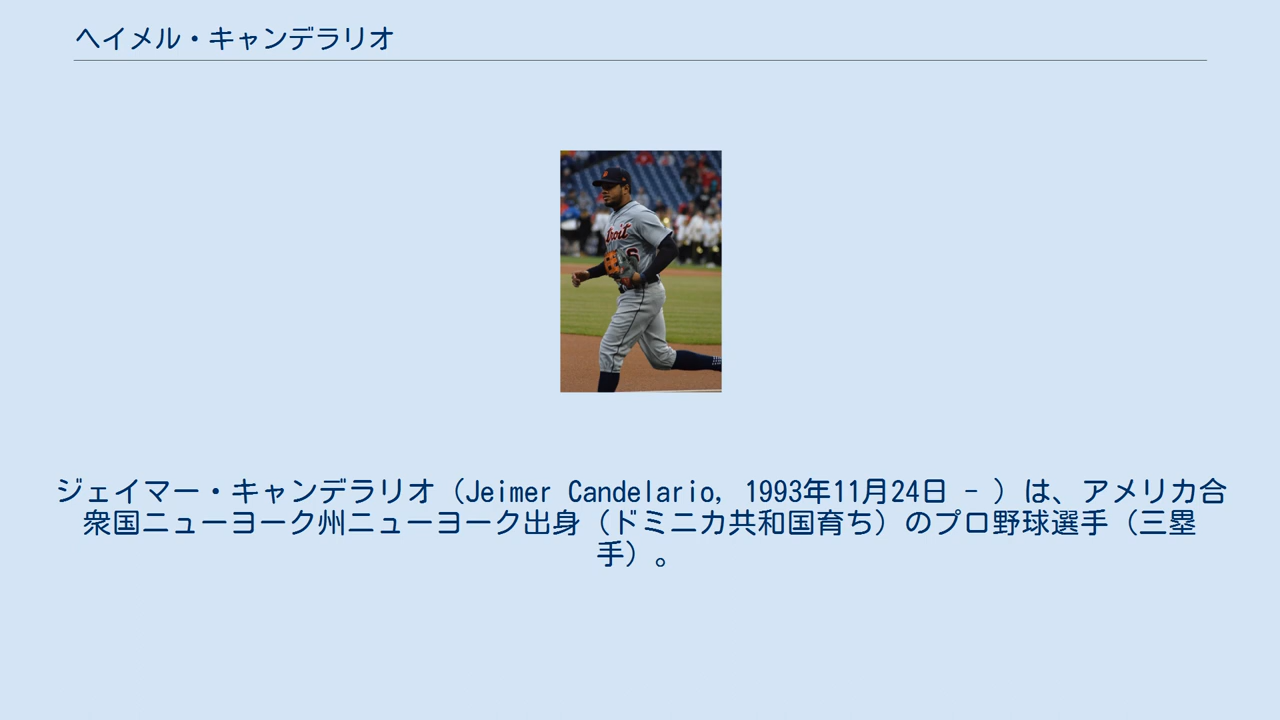 ヘイメル・キャンデラリオ
Detroit
6
ジェイマー・キャンデラリオ（Jeimer Candelario, 1993年11月24日 - ）は、アメリカ合
衆国ニューヨーク州ニューヨーク出身（ドミニカ共和国育ち）のプロ野球選手（三塁
手）。